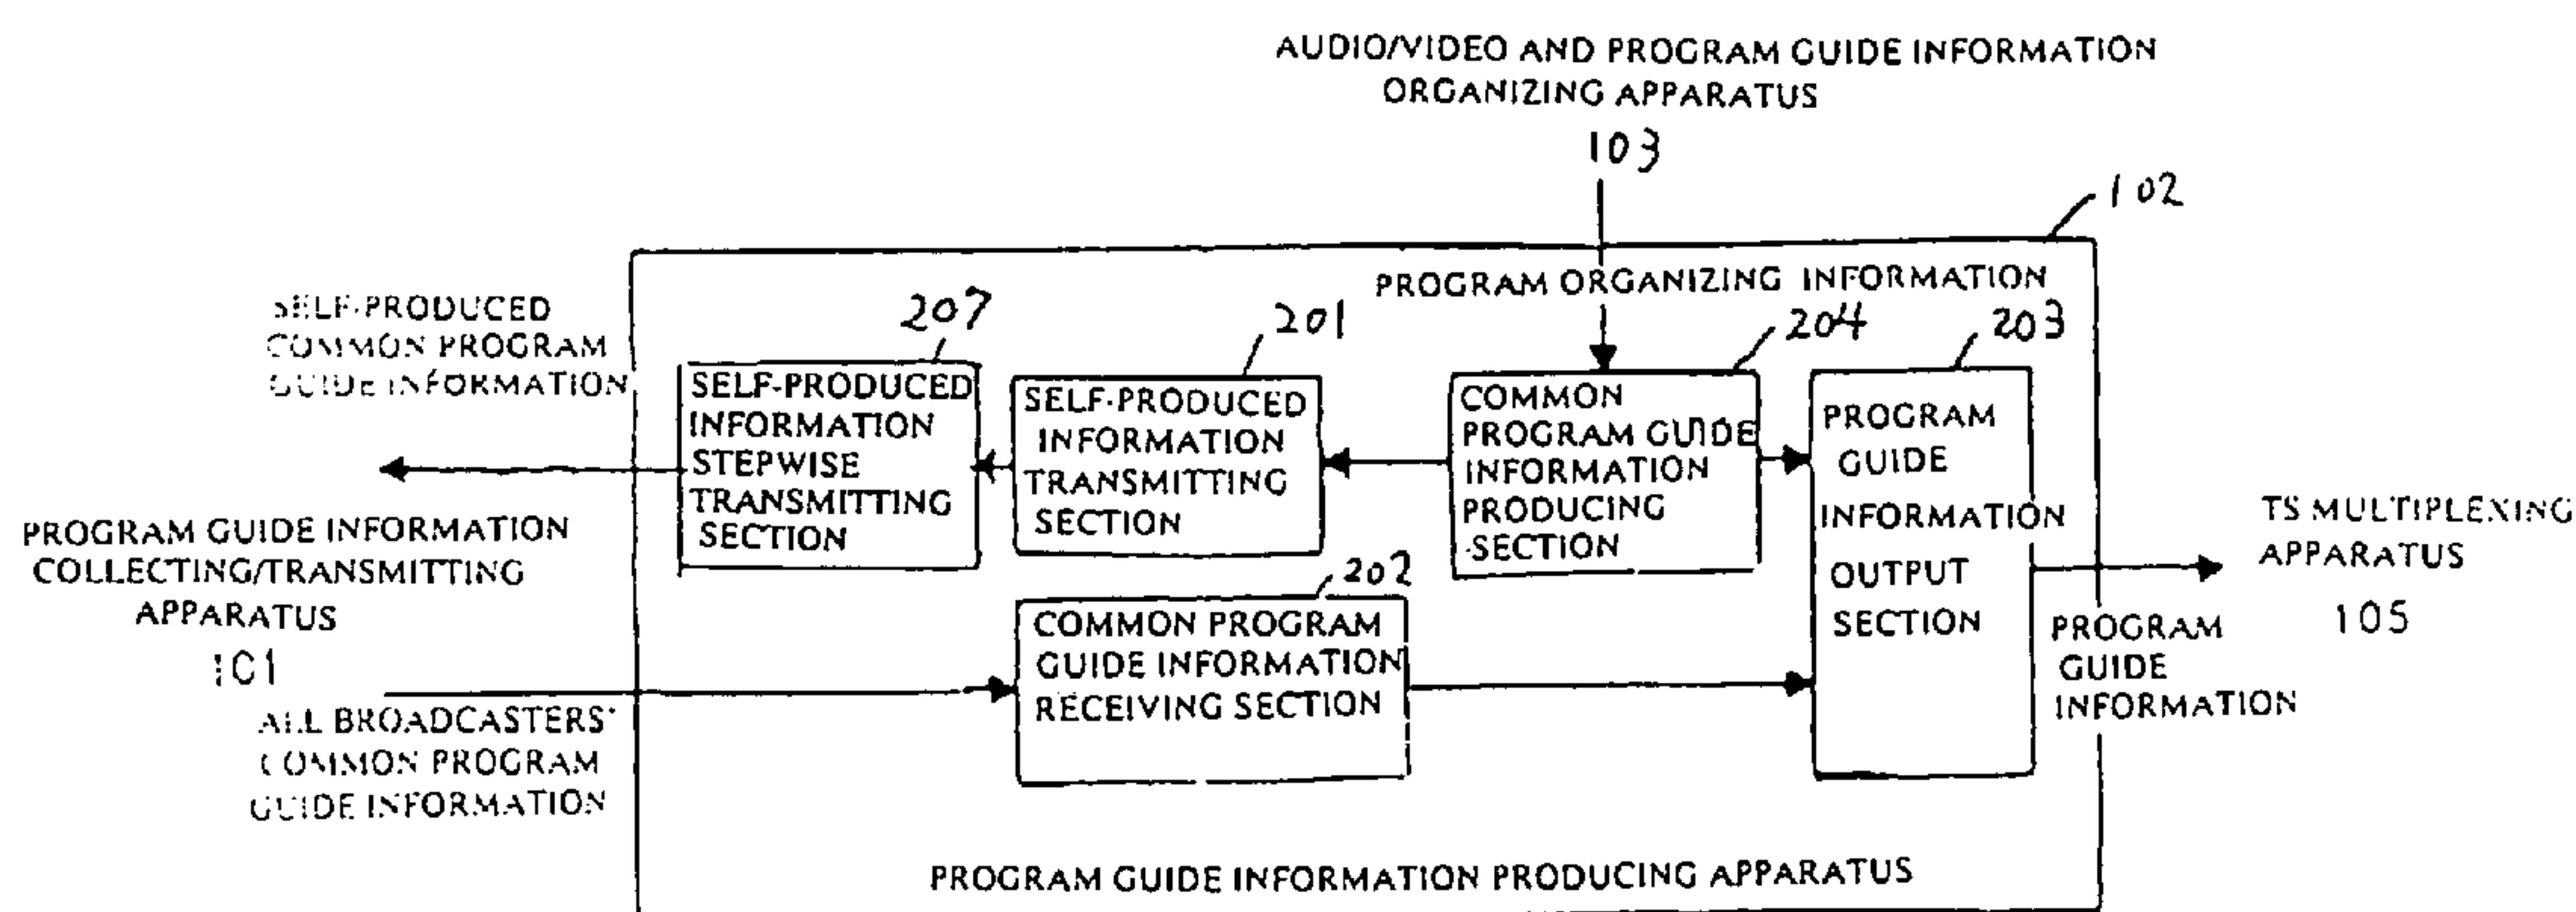 AUDIO/VIDEO AND PROGRAM GUIDE INFORMATION
ORGANIZING APPARATUS
103
102
PROGRAM ORGANIZING INFORMATION
SELF-PRODUCED
COMMON PROGRAM
GUIDE INFORMATION
207
201
204
203
SELF-PRODUCED
INFORMATION
STEPWISE
TRANSMITTING
SECTION
SELF-PRODUCED
INFORMATION
TRANSMITTING
SECTION
COMMON
PROGRAM GUIDE
INFORMATION
PRODUCING
SECTION
PROGRAM
GUIDE
INFORMATION
OUTPUT
SECTION
PROGRAM GUIDE INFORMATION
COLLECTING/TRANSMITTING
APPARATUS
101
TS MULTIPLEXING
APPARATUS
105
202
COMMON PROGRAM
GUIDE INFORMATION
RECEIVING SECTION
PROGRAM
GUIDE
INFORMATION
ALL BROADCASTERS'
COMMON PROGRAM
GUIDE INFORMATION
PROGRAM GUIDE INFORMATION PRODUCING APPARATUS